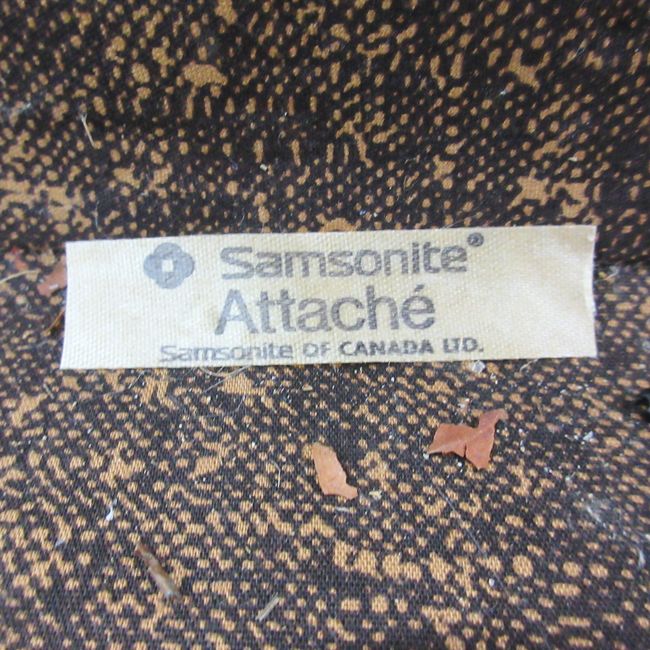 Samsonite®
Attaché
Samsonite OF CANADA LTD.